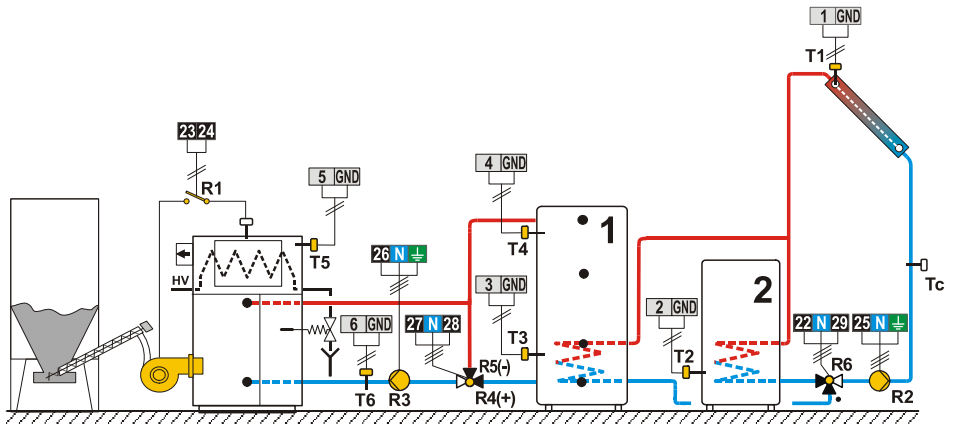 1 GND
T1
23 24
R1
5 GND
T5
4 GND
T4
1
HV
26 N
3 GND
T3
6 GND
27 N 28
2 GND
T2
2
22 N 29
25 N
Tc
T6
R3
R5(-)
R4(+)
R6
R2